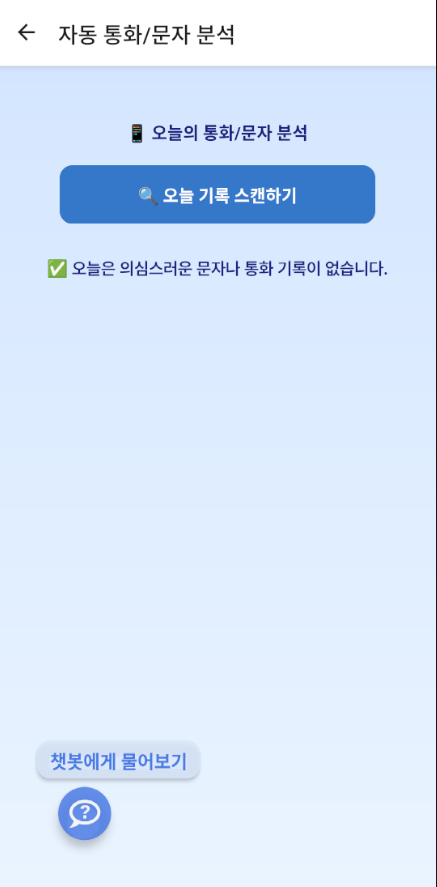 자동 통화/문자 분석
📱 오늘의 통화/문자 분석
🔍 오늘 기록 스캔하기
✅ 오늘은 의심스러운 문자나 통화 기록이 없습니다.
챗봇에게 물어보기
?